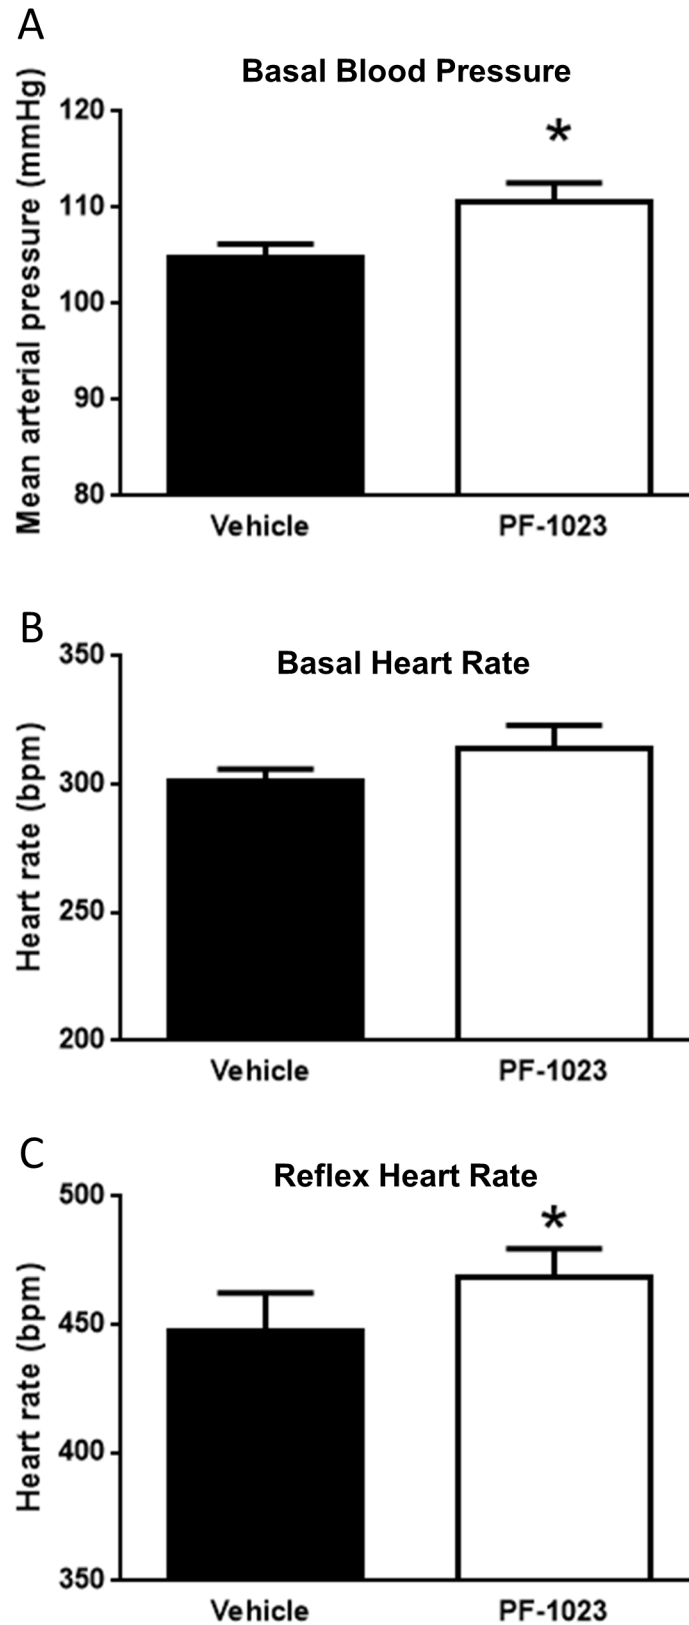 A
Basal Blood Pressure
Mean arterial pressure (mmHg)
120
110
100
90
80
*
Vehicle PF-1023
B
Basal Heart Rate
Heart rate (bpm)
350
300
250
200
Vehicle PF-1023
C
Reflex Heart Rate
Heart rate (bpm)
500
450
400
350
*
Vehicle PF-1023